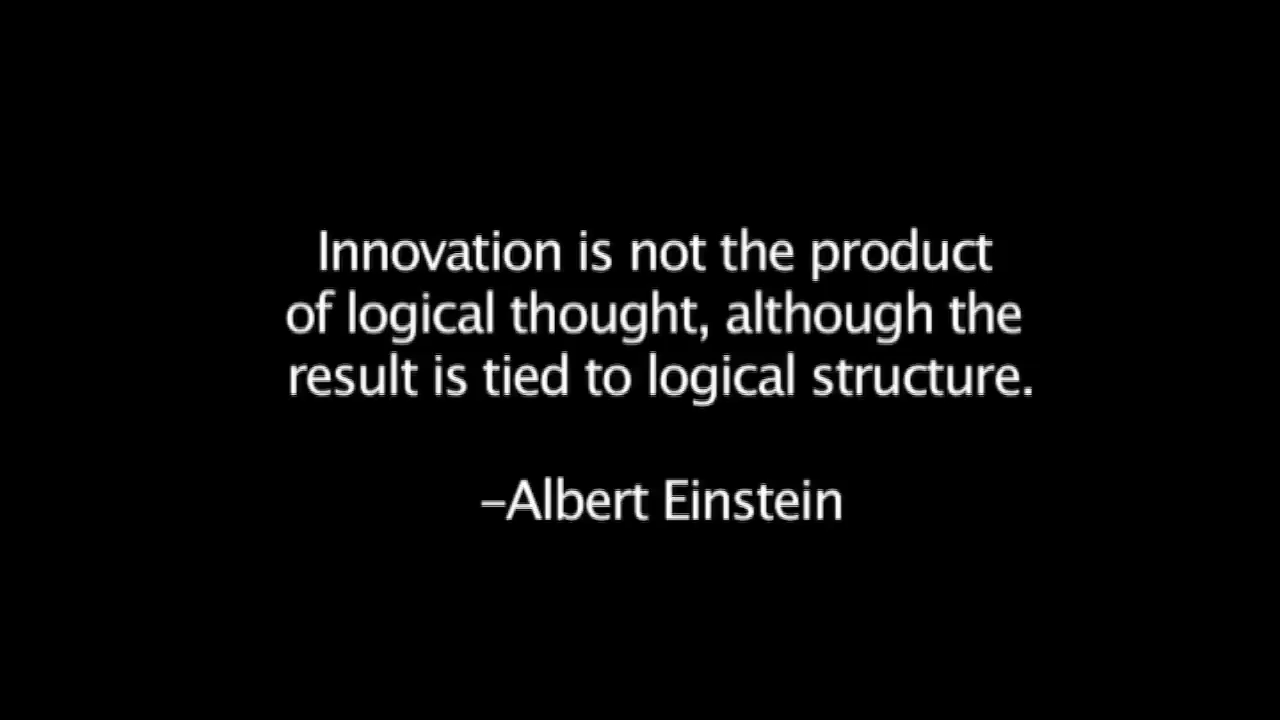 Innovation is not the product
of logical thought, although the
result is tied to logical structure.
–Albert Einstein